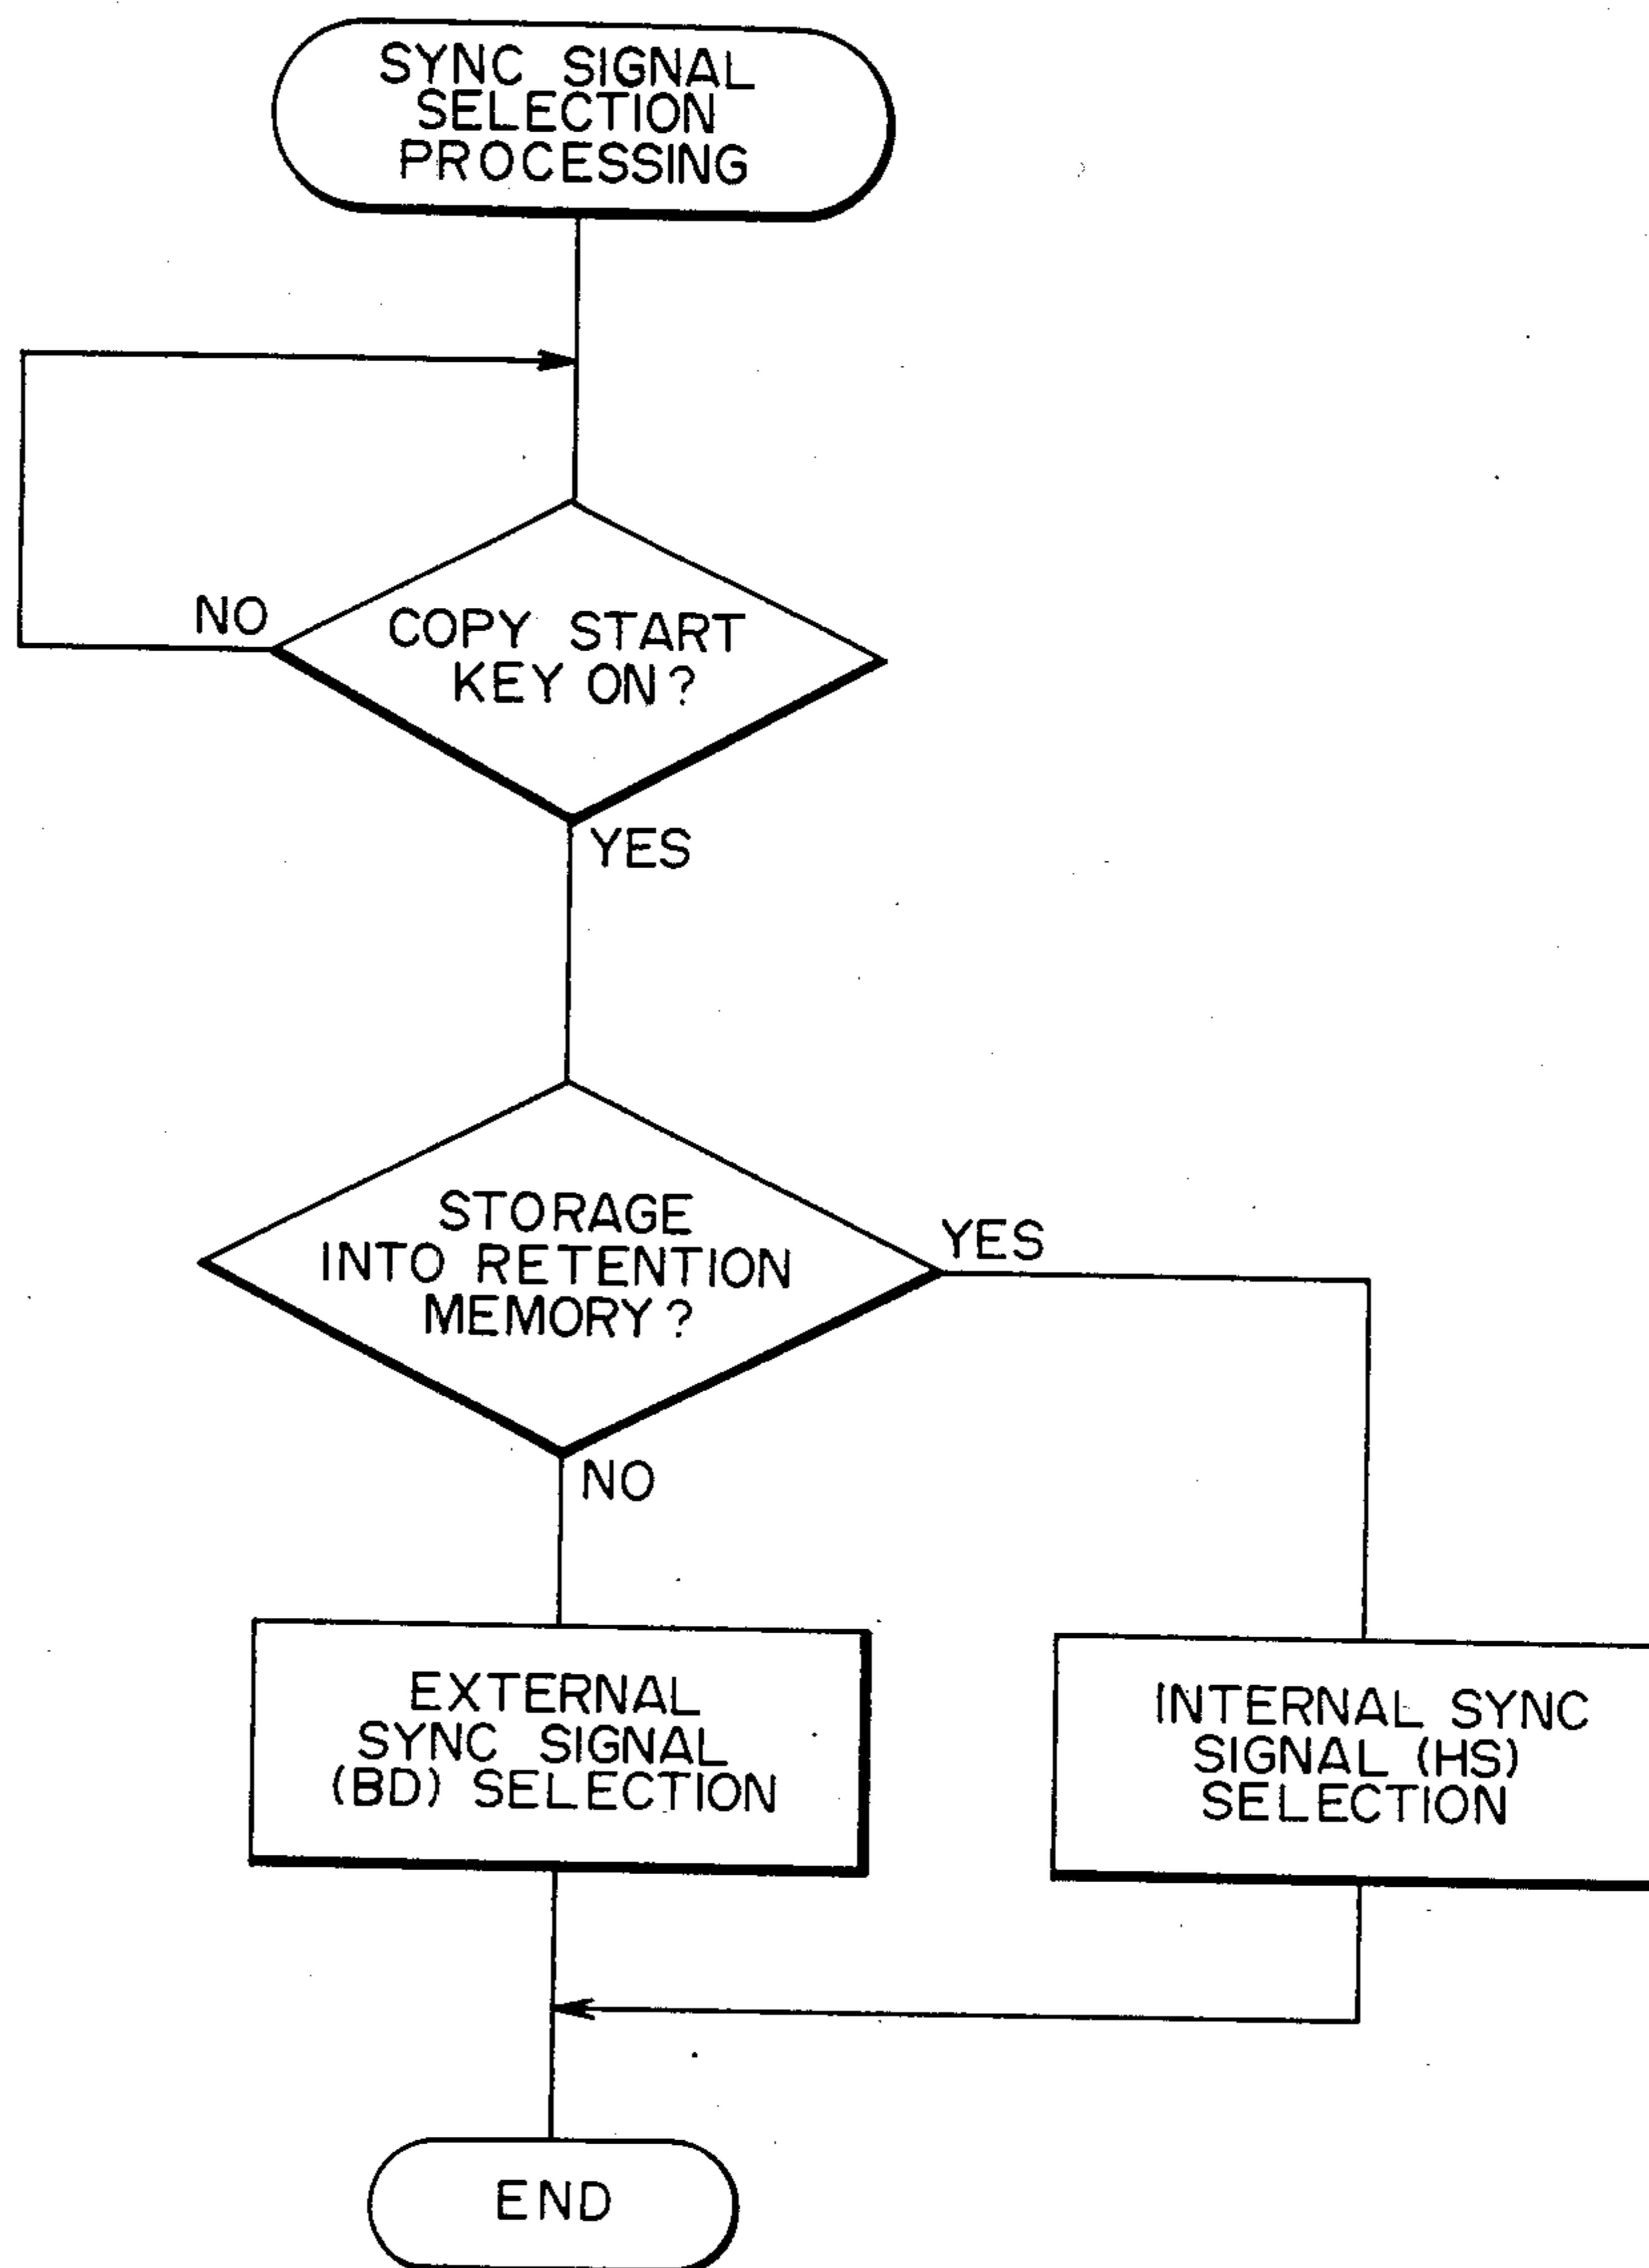 SYNC SIGNAL
SELECTION
PROCESSING
NO
COPY START
KEY ON?
YES
STORAGE
INTO RETENTION
MEMORY?
YES
NO
EXTERNAL
SYNC SIGNAL
(BD) SELECTION
INTERNAL SYNC
SIGNAL (HS)
SELECTION
END